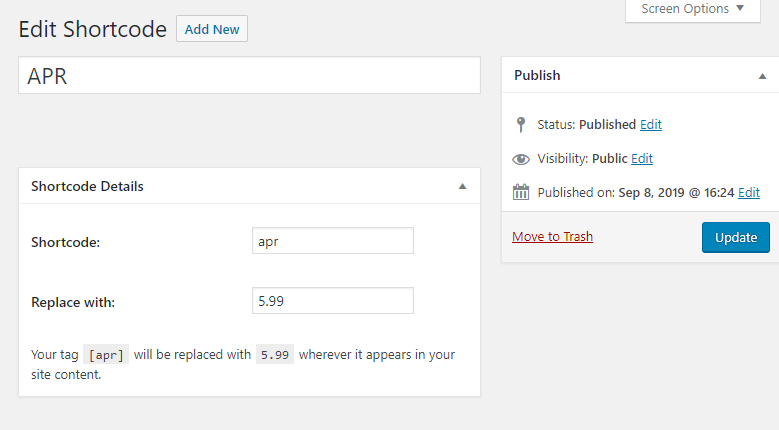 Screen Options
Edit Shortcode Add New
APR
Publish
Status: Published Edit
Visibility: Public Edit
Published on: Sep 8, 2019 @ 16:24 Edit
Move to Trash Update
Shortcode Details
Shortcode: apr
Replace with: 5.99
Your tag [apr] will be replaced with 5.99 wherever it appears in your
site content.